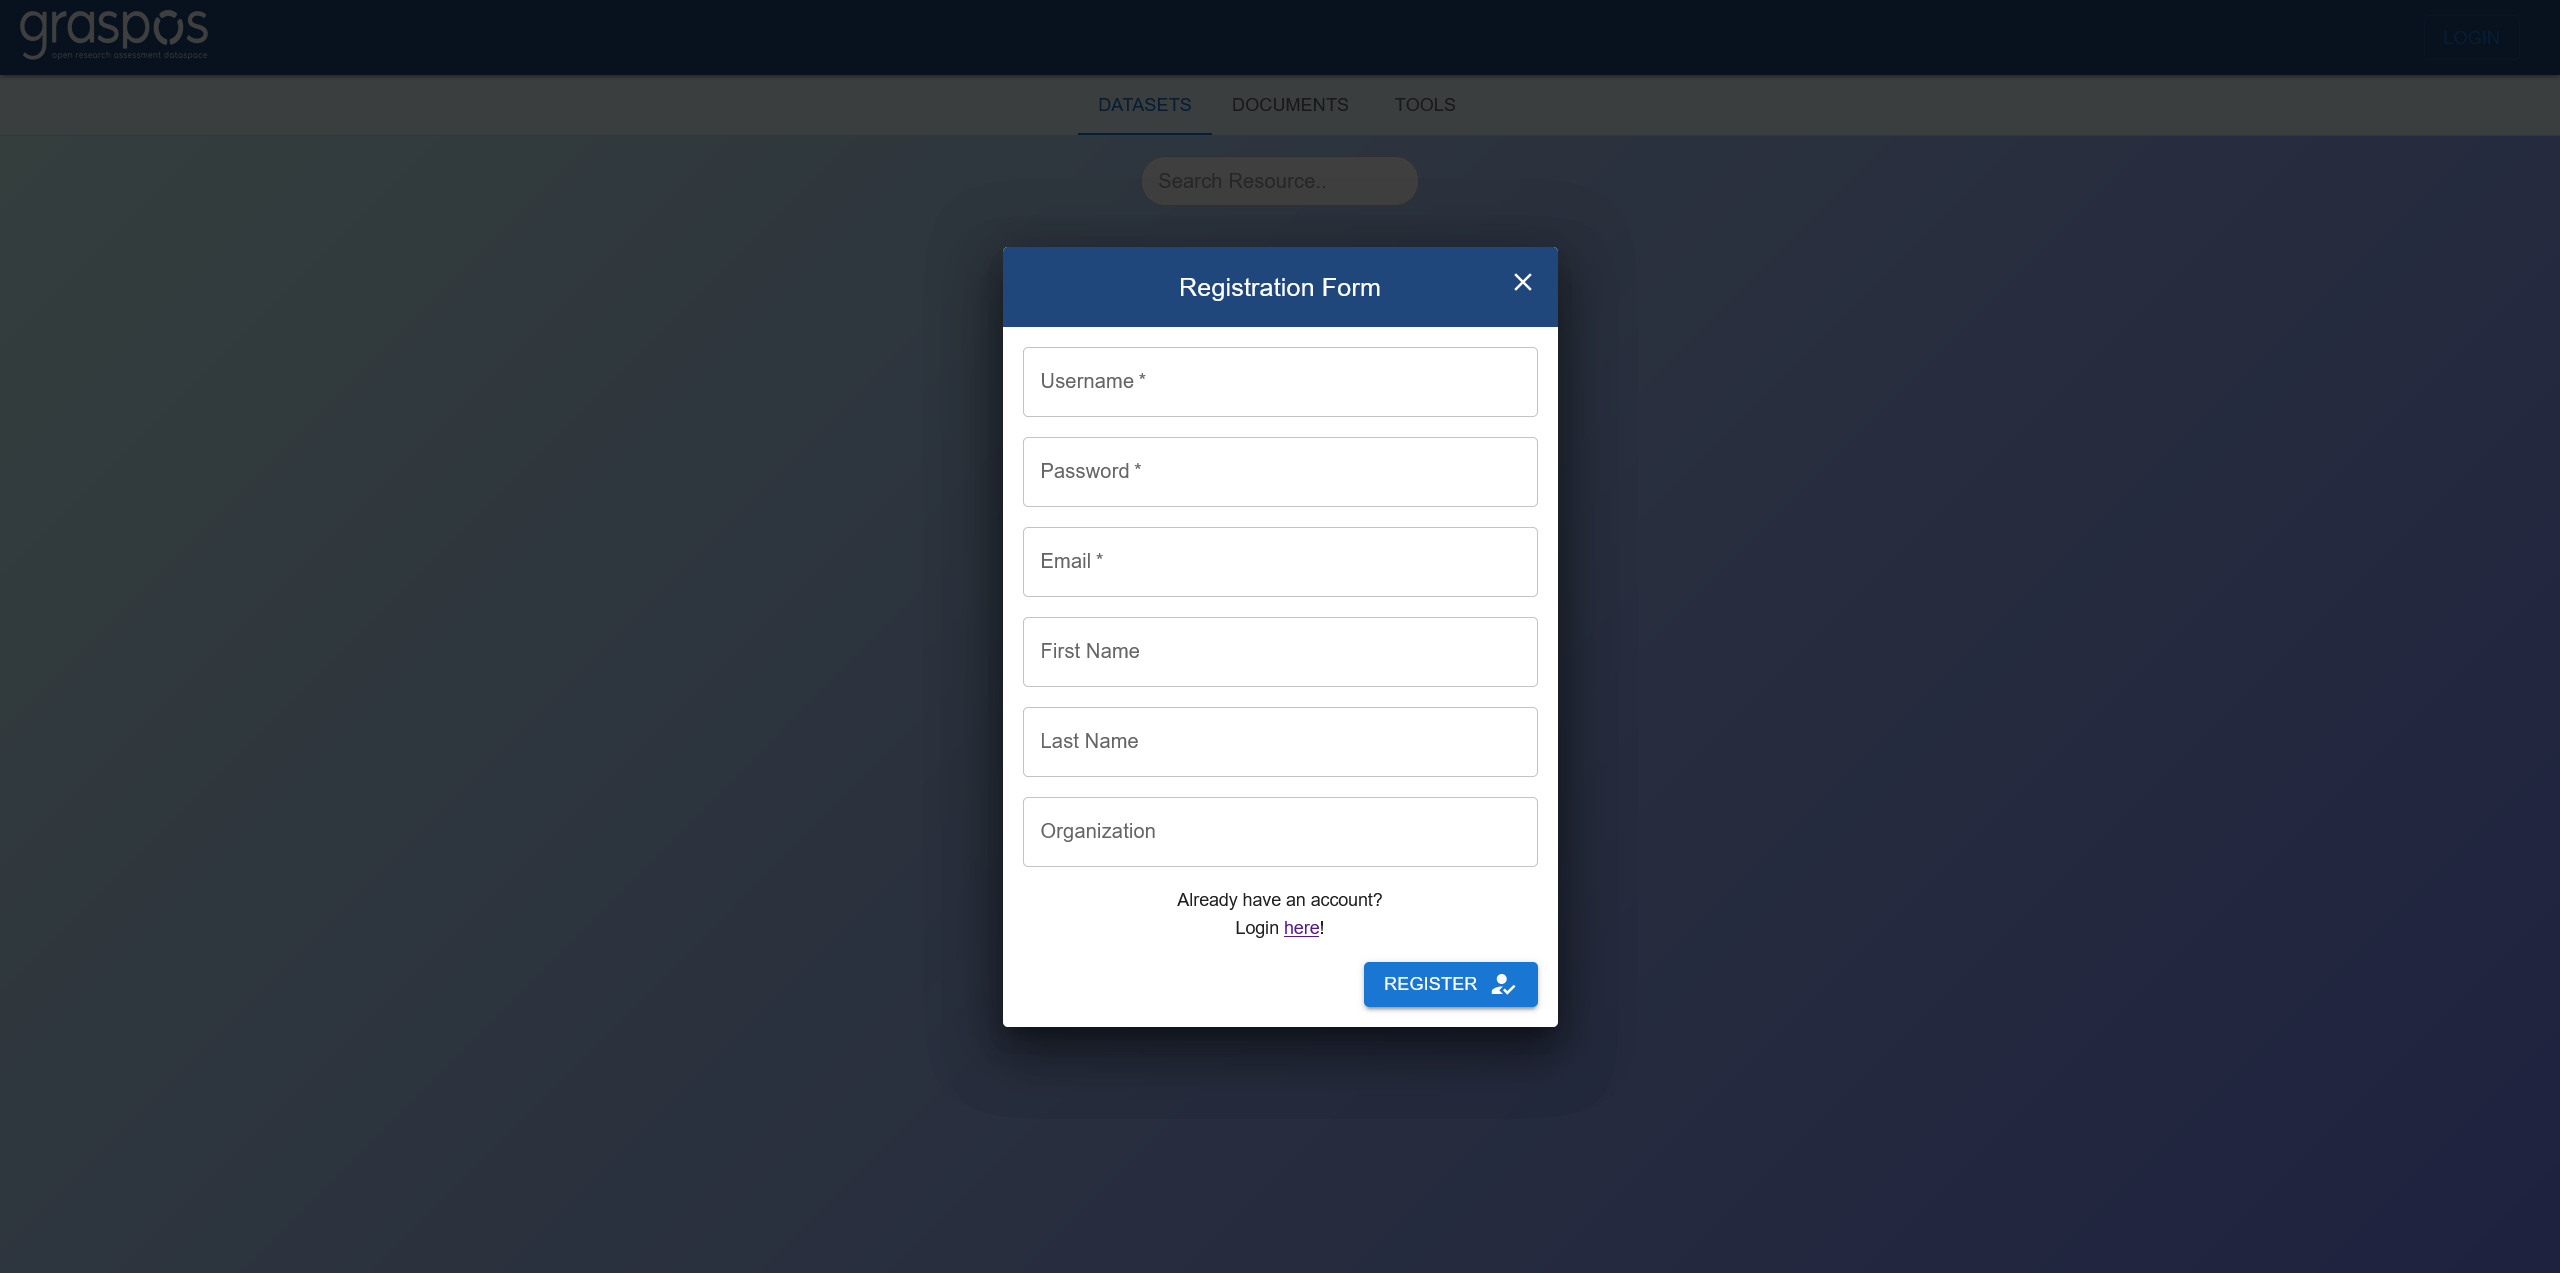 graspos
open research assessment dataspace
LOGIN
DATASETS DOCUMENTS TOOLS
Search Resource..
Registration Form
Username *
Password *
Email *
First Name
Last Name
Organization
Already have an account?
Login here!
REGISTER